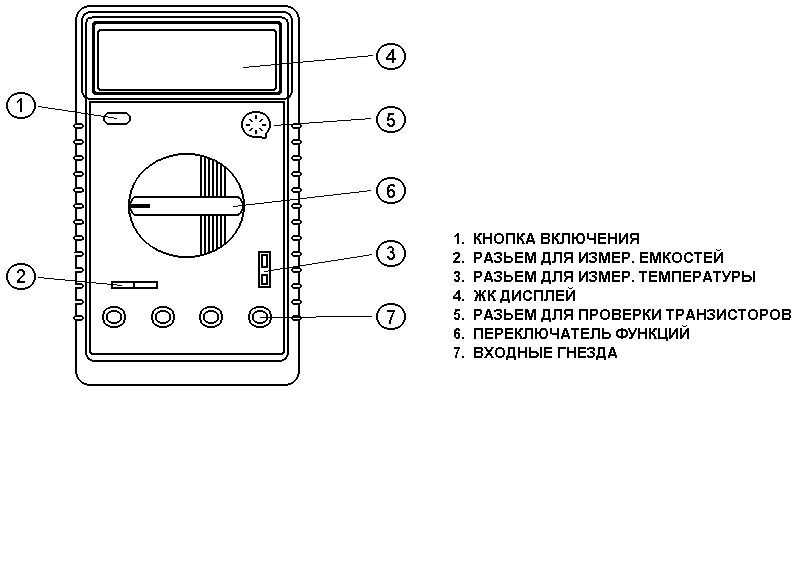 4
1
5
6
3
2
7
1. КНОПКА ВКЛЮЧЕНИЯ
2. РАЗЬЕМ ДЛЯ ИЗМЕР. ЕМКОСТЕЙ
3. РАЗЬЕМ ДЛЯ ИЗМЕР. ТЕМПЕРАТУРЫ
4. ЖК ДИСПЛЕЙ
5. РАЗЬЕМ ДЛЯ ПРОВЕРКИ ТРАНЗИСТОРОВ
6. ПЕРЕКЛЮЧАТЕЛЬ ФУНКЦИЙ
7. ВХОДНЫЕ ГНЕЗДА